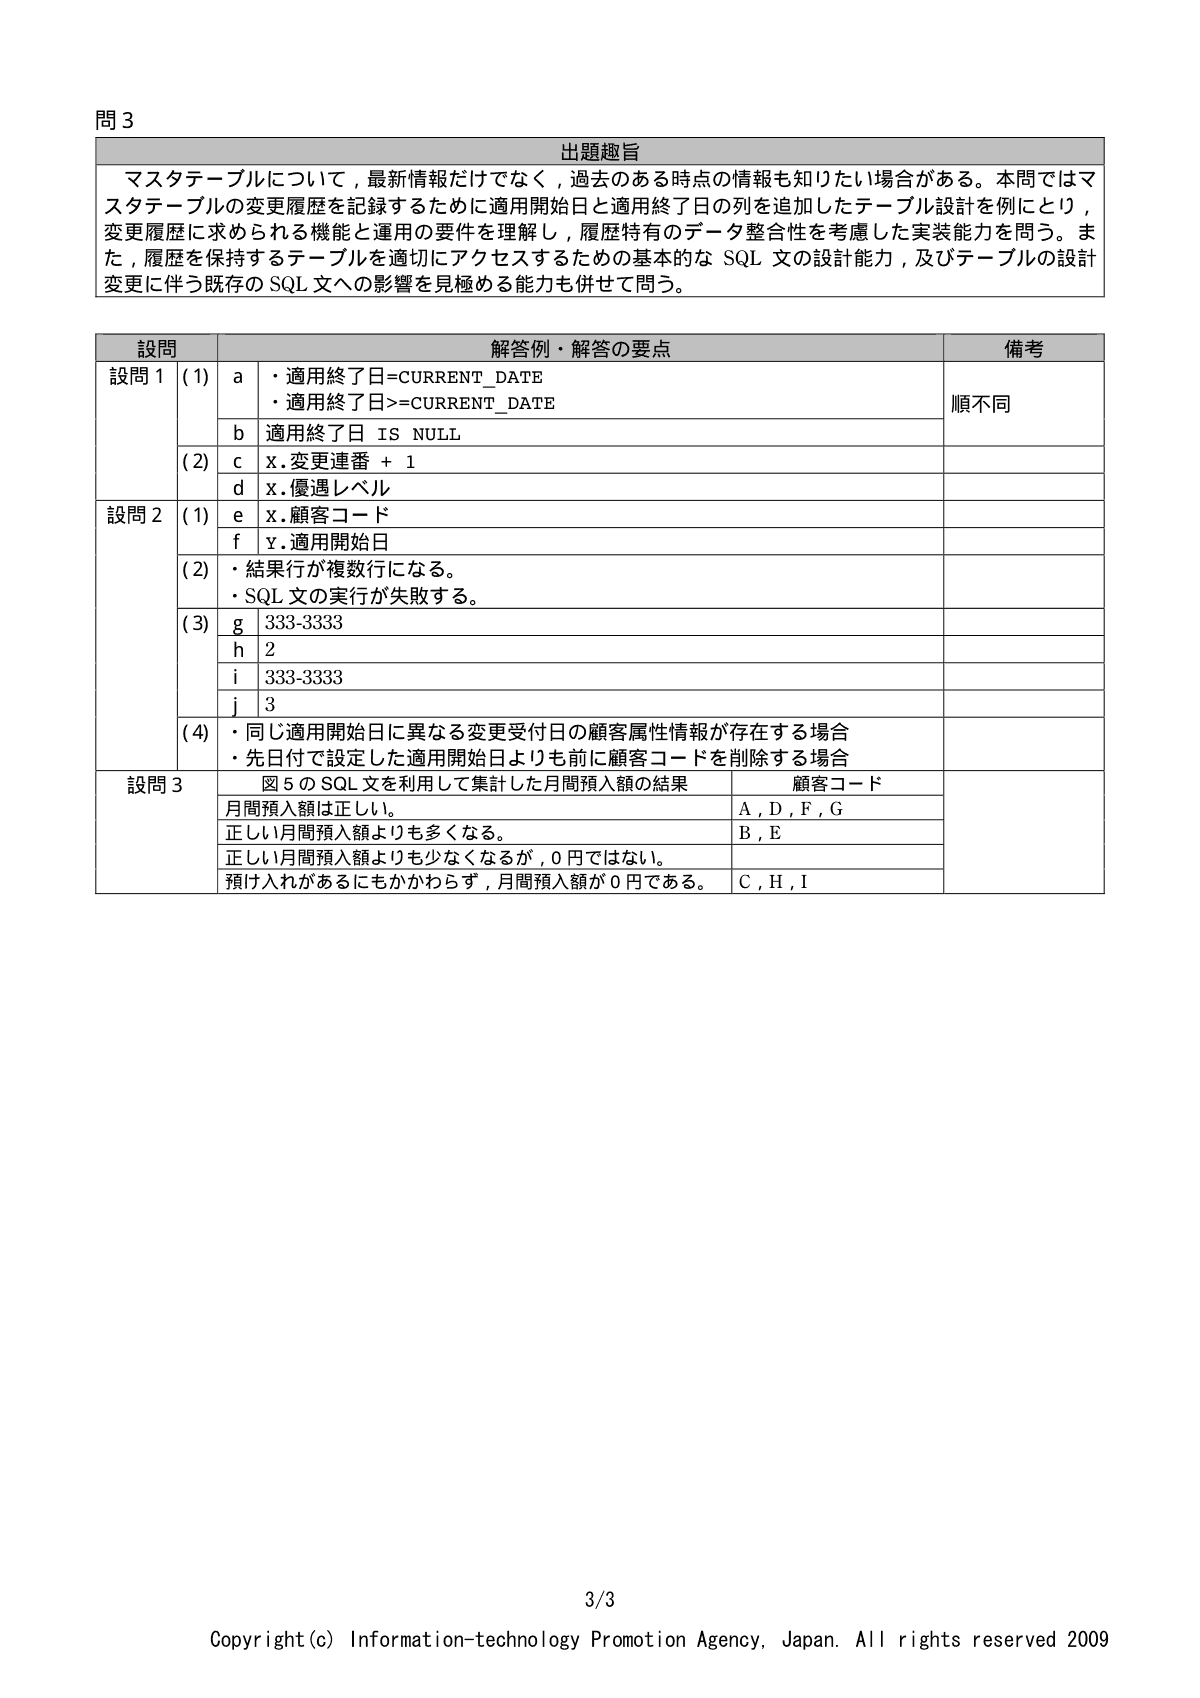 問3
出題趣旨
マスタテーブルについて，最新情報だけでなく，過去のある時点の情報も知りたい場合がある。本問ではマ
スタテーブルの変更履歴を記録するために適用開始日と適用終了日の列を追加したテーブル設計を例にとり，
変更履歴に求められる機能と運用の要件を理解し，履歴特有のデータ整合性を考慮した実装能力を問う。ま
た，履歴を保持するテーブルを適切にアクセスするための基本的な SQL 文の設計能力，及びテーブルの設計
変更に伴う既存の SQL 文への影響を見極める能力も併せて問う。
設問 解答例・解答の要点 備考
設問1 (1) a ・適用終了日=CURRENT_DATE
・適用終了日>=CURRENT_DATE
順不同
b 適用終了日 IS NULL
(2) c X.変更連番 + 1
d X.優遇レベル
設問2 (1) e X.顧客コード
f Y.適用開始日
(2) ・結果行が複数行になる。
・SQL 文の実行が失敗する。
(3) g 333-3333
h 2
i 333-3333
j 3
(4) ・同じ適用開始日に異なる変更受付日の顧客属性情報が存在する場合
・先日付で設定した適用開始日よりも前に顧客コードを削除する場合
設問3 図5の SQL 文を利用して集計した月間預入額の結果 顧客コード
月間預入額は正しい。 A，D，F，G
正しい月間預入額よりも多くなる。 B，E
正しい月間預入額よりも少なくなるが，0円ではない。
預け入れがあるにもかかわらず，月間預入額が0円である。 C，H，I
3/3
Copyright(c) Information-technology Promotion Agency, Japan. All rights reserved 2009